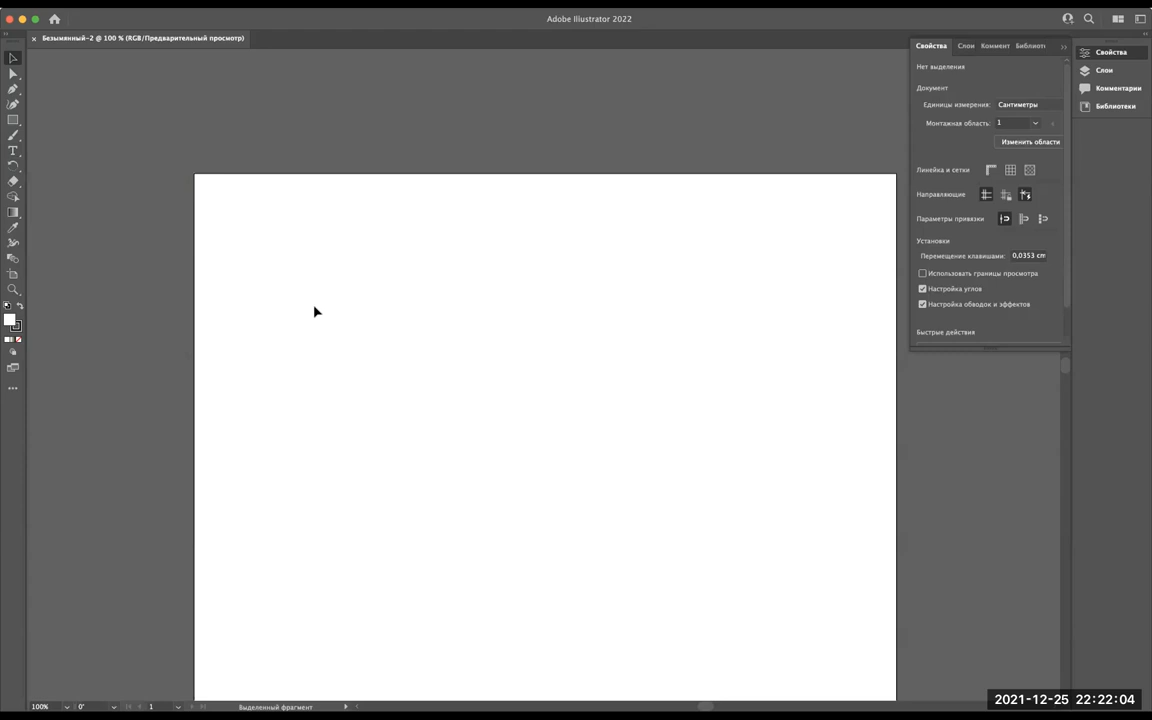 Adobe Illustrator 2022
× Безымянный-2 @ 100 % (RGB/Предварительный просмотр)
Свойства Слои Коммент Библиот
Нет выделения
Документ
Единицы измерения: Сантиметры
Монтажная область: 1
Изменить области
Линейка и сетки
Направляющие
Параметры привязки
Установки
Перемещение клавишами: 0,0353 cm
Использовать границы просмотра
Настройка углов
Настройка обводок и эффектов
Быстрые действия
Свойства
Слои
Комментарии
Библиотеки
100% 0° 1 Выделенный фрагмент
2021-12-25 22:22:04